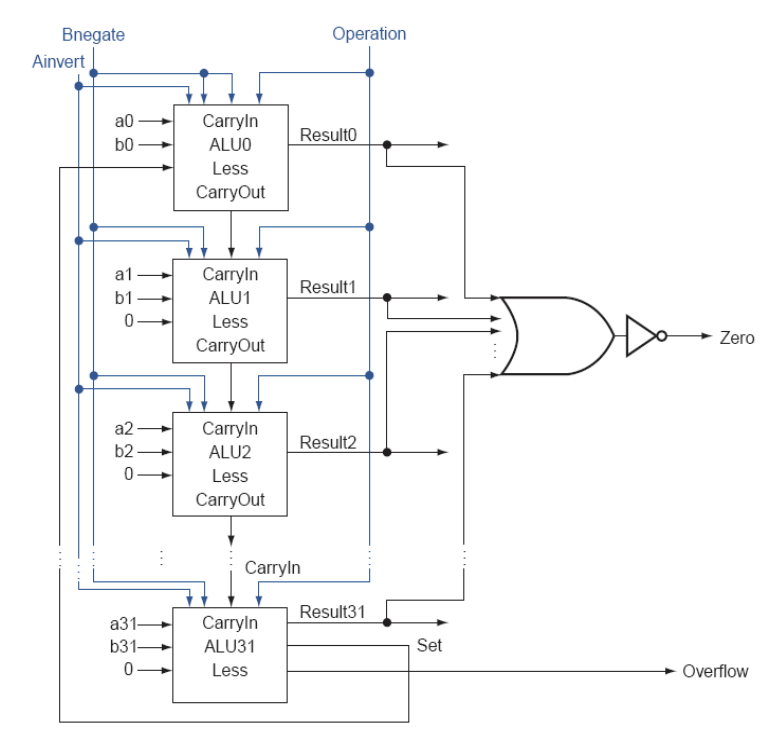 Bnegate
Operation
Ainvert
a0
b0
CarryIn
ALU0
Less
CarryOut
Result0
a1
b1
0
CarryIn
ALU1
Less
CarryOut
Result1
Zero
a2
b2
0
CarryIn
ALU2
Less
CarryOut
Result2
CarryIn
a31
b31
0
CarryIn
ALU31
Less
Result31
Set
Overflow